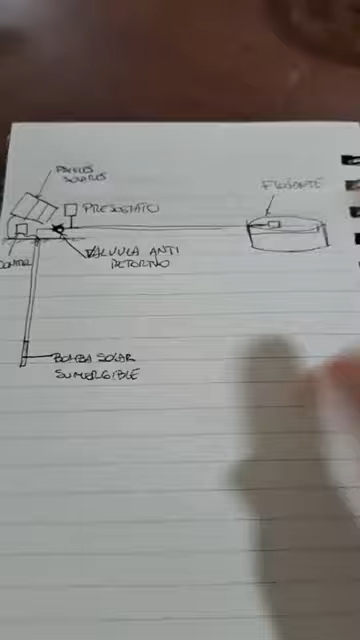 PANELES
SOLARES
PRESOSTATO
FLOTANTE
VALVULA ANTI
RETORNO
BOMBA SOLAR
SUMERGIBLE